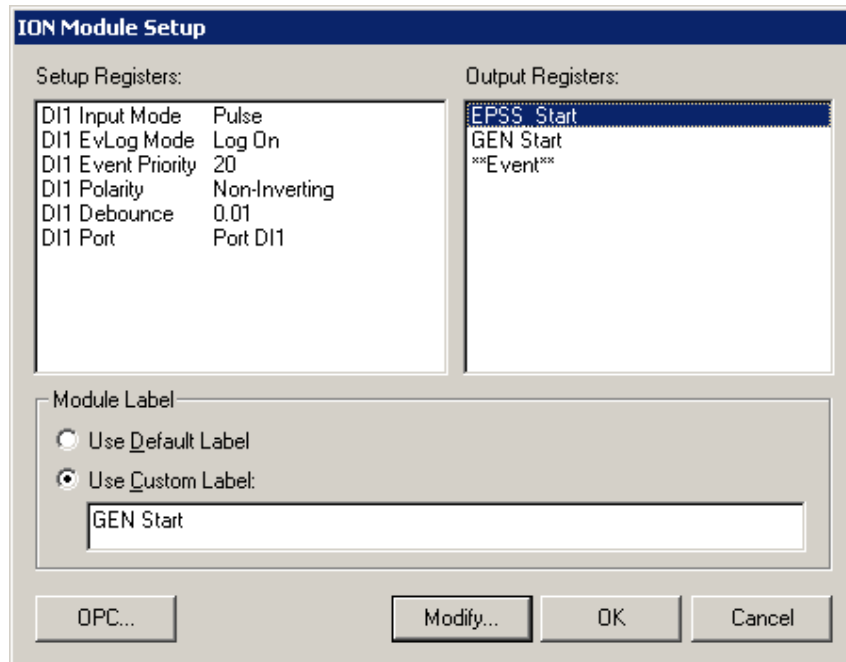 ION Module Setup
Setup Registers:
DI1 Input Mode Pulse
DI1 EvLog Mode Log On
DI1 Event Priority 20
DI1 Polarity Non-Inverting
DI1 Debounce 0.01
DI1 Port Port DI1
Output Registers:
EPSS_Start
GEN Start
**Event**
Module Label
Use Default Label
Use Custom Label:
GEN Start
OPC... Modify... OK Cancel